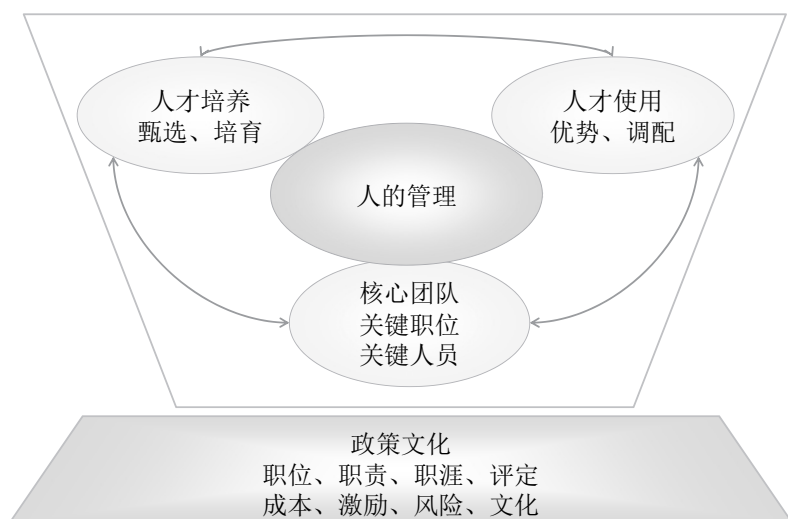 人才培养
甄选、培育
人才使用
优势、调配
人的管理
核心团队
关键职位
关键人员
政策文化
职位、职责、职涯、评定
成本、激励、风险、文化